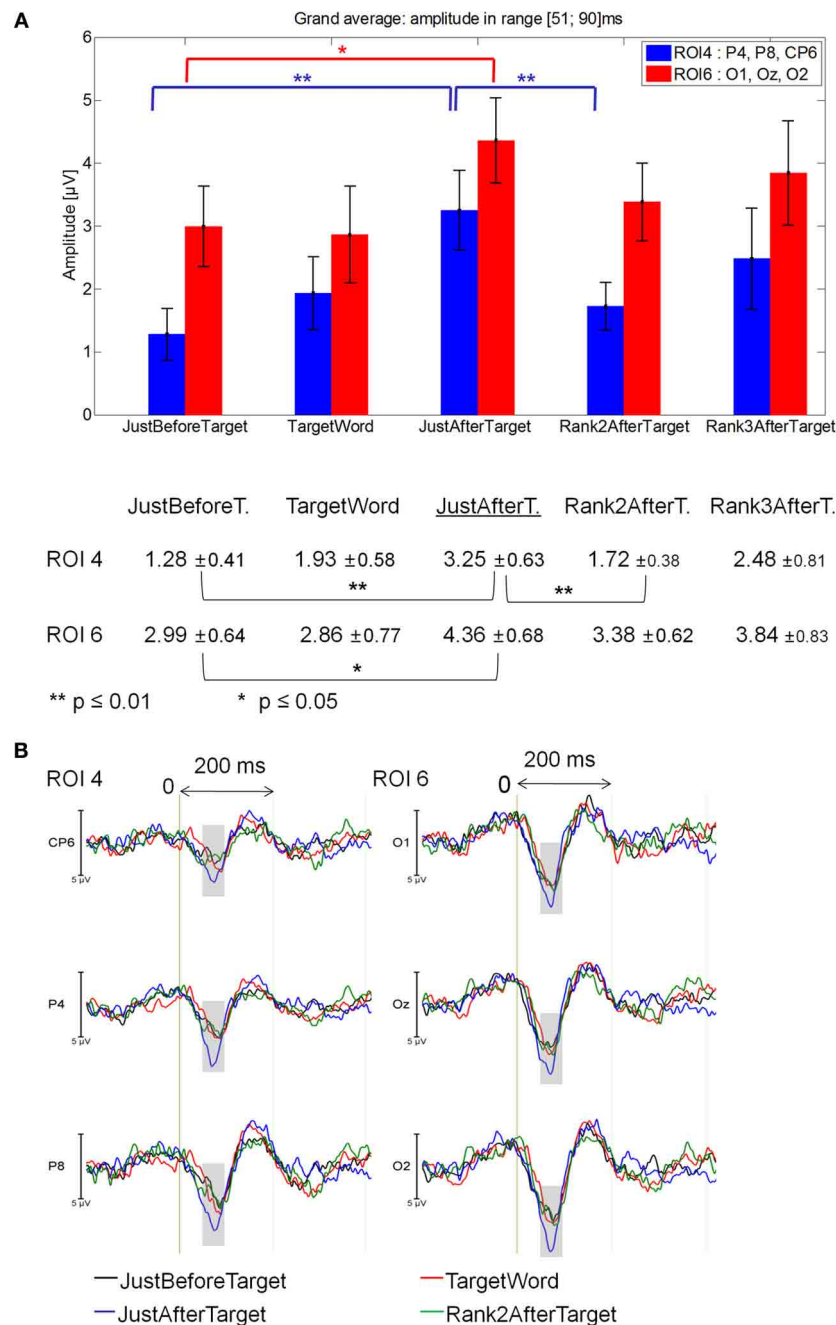 A
Grand average: amplitude in range [51; 90]ms
6
5
4
3
2
1
0
Amplitude [µV]
* 
** **
ROI4 : P4, P8, CP6
ROI6 : O1, Oz, O2
JustBeforeTarget TargetWord JustAfterTarget Rank2AfterTarget Rank3AfterTarget
JustBeforeT. TargetWord JustAfterT. Rank2AfterT. Rank3AfterT.
ROI 4 1.28 ±0.41 1.93 ±0.58 3.25 ±0.63 1.72 ±0.38 2.48 ±0.81
** **
ROI 6 2.99 ±0.64 2.86 ±0.77 4.36 ±0.68 3.38 ±0.62 3.84 ±0.83
*
** p ≤ 0.01 * p ≤ 0.05
B
ROI 4 0 200 ms ROI 6 0 200 ms
CP6 O1
5 µV 5 µV
P4 Oz
5 µV 5 µV
P8 O2
5 µV 5 µV
JustBeforeTarget TargetWord
JustAfterTarget Rank2AfterTarget